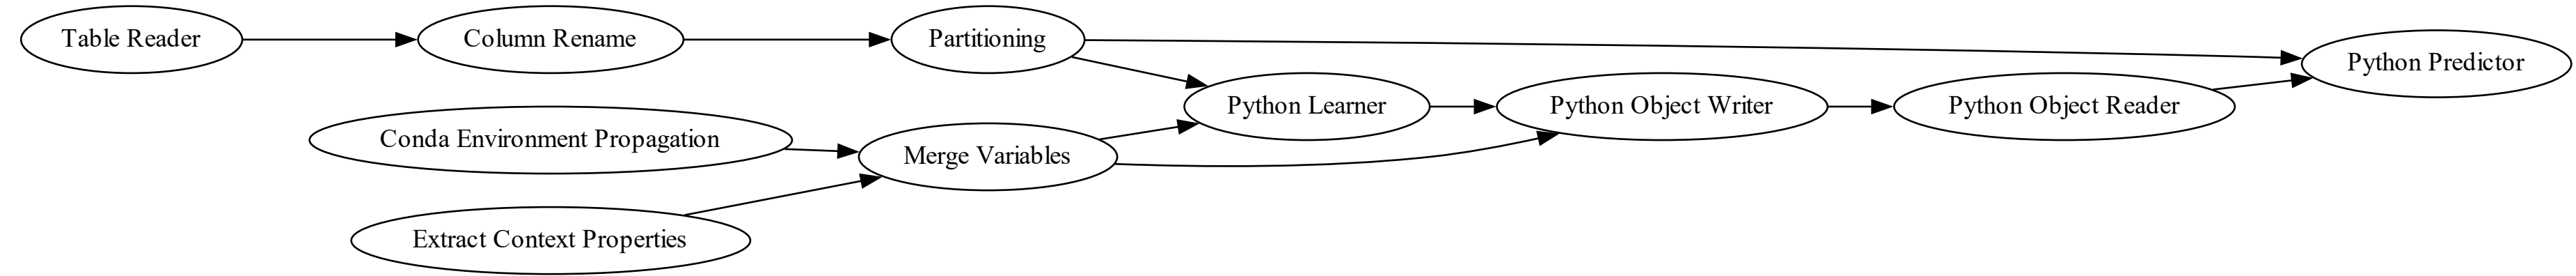 Table Reader
Column Rename
Partitioning
Python Predictor
Conda Environment Propagation
Merge Variables
Python Learner
Python Object Writer
Python Object Reader
Extract Context Properties